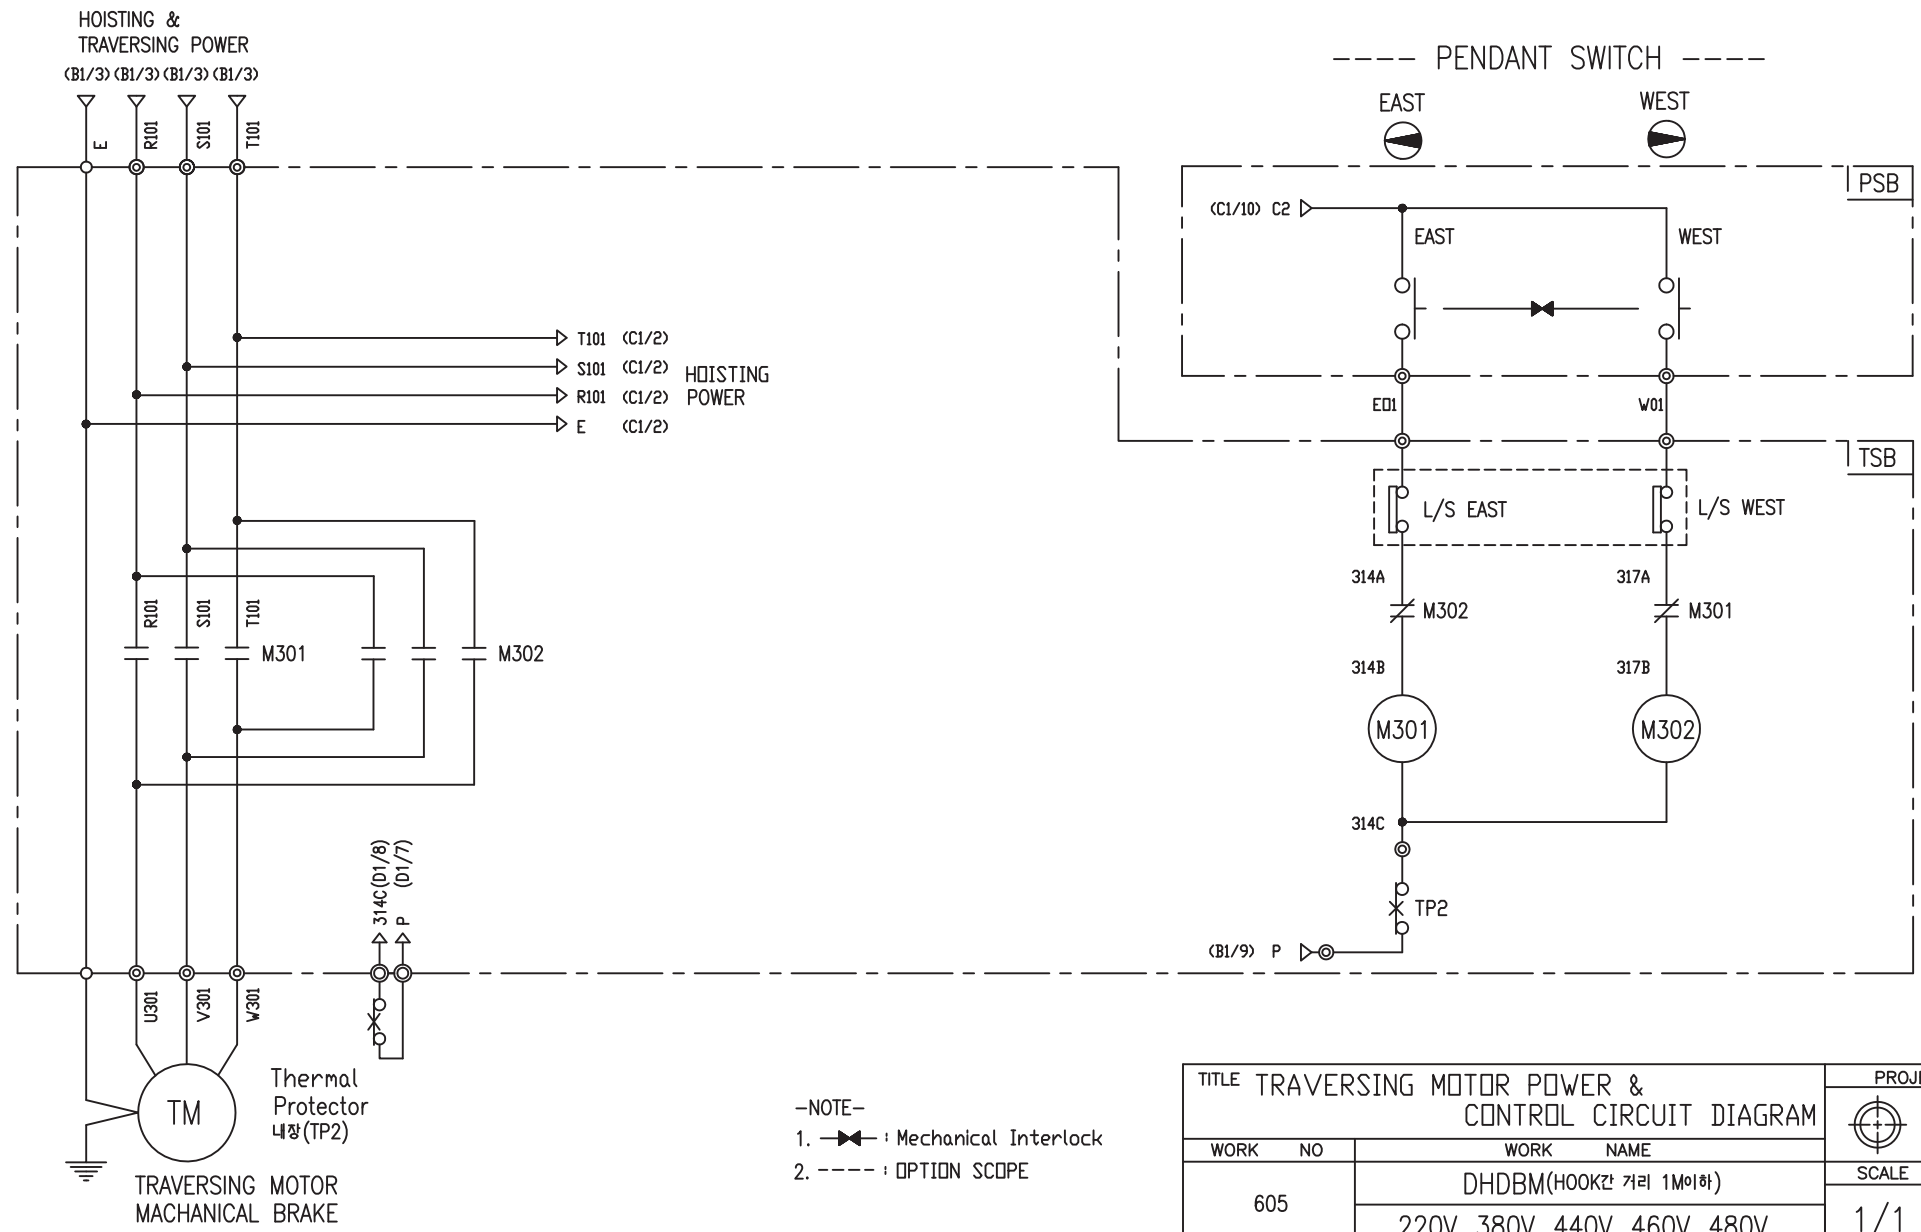 HOISTING &
TRAVERSING POWER
(B1/3) (B1/3) (B1/3) (B1/3)
E R101 S101 T101
---- PENDANT SWITCH ----
EAST WEST
PSB
(C1/10) C2
EAST WEST
T101 (C1/2)
S101 (C1/2)
R101 (C1/2)
E (C1/2)
HOISTING
POWER
E01 W01
TSB
L/S EAST L/S WEST
314A 317A
M302 M301
314B 317B
M301 M302
314C
TP2
(B1/9) P
R101 S101 T101
M301 M302
314C(D1/8)
P (D1/7)
U301 V301 W301
TM
Thermal
Protector
내장(TP2)
TRAVERSING MOTOR
MACHANICAL BRAKE
-NOTE-
1. : Mechanical Interlock
2. ---- : OPTION SCOPE
TITLE TRAVERSING MOTOR POWER &
CONTROL CIRCUIT DIAGRAM
PROJE
WORK NO WORK NAME
SCALE
605
DHDBM(HOOK간 거리 1M이하)
220V 380V 440V 460V 480V
1/1